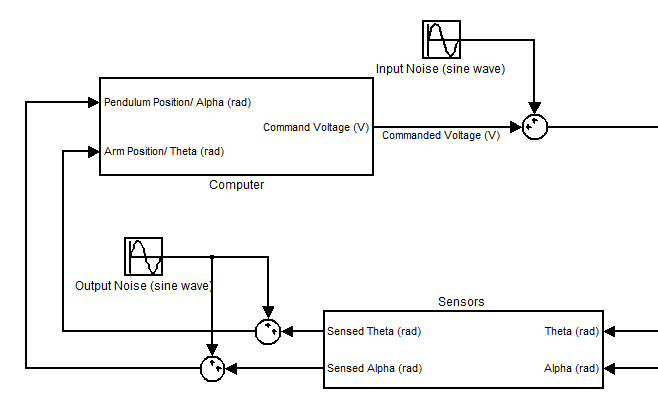 Input Noise (sine wave)
Pendulum Position/ Alpha (rad)
Command Voltage (V)
Commanded Voltage (V)
Arm Position/ Theta (rad)
Computer
Output Noise (sine wave)
Sensors
Sensed Theta (rad)
Theta (rad)
Sensed Alpha (rad)
Alpha (rad)